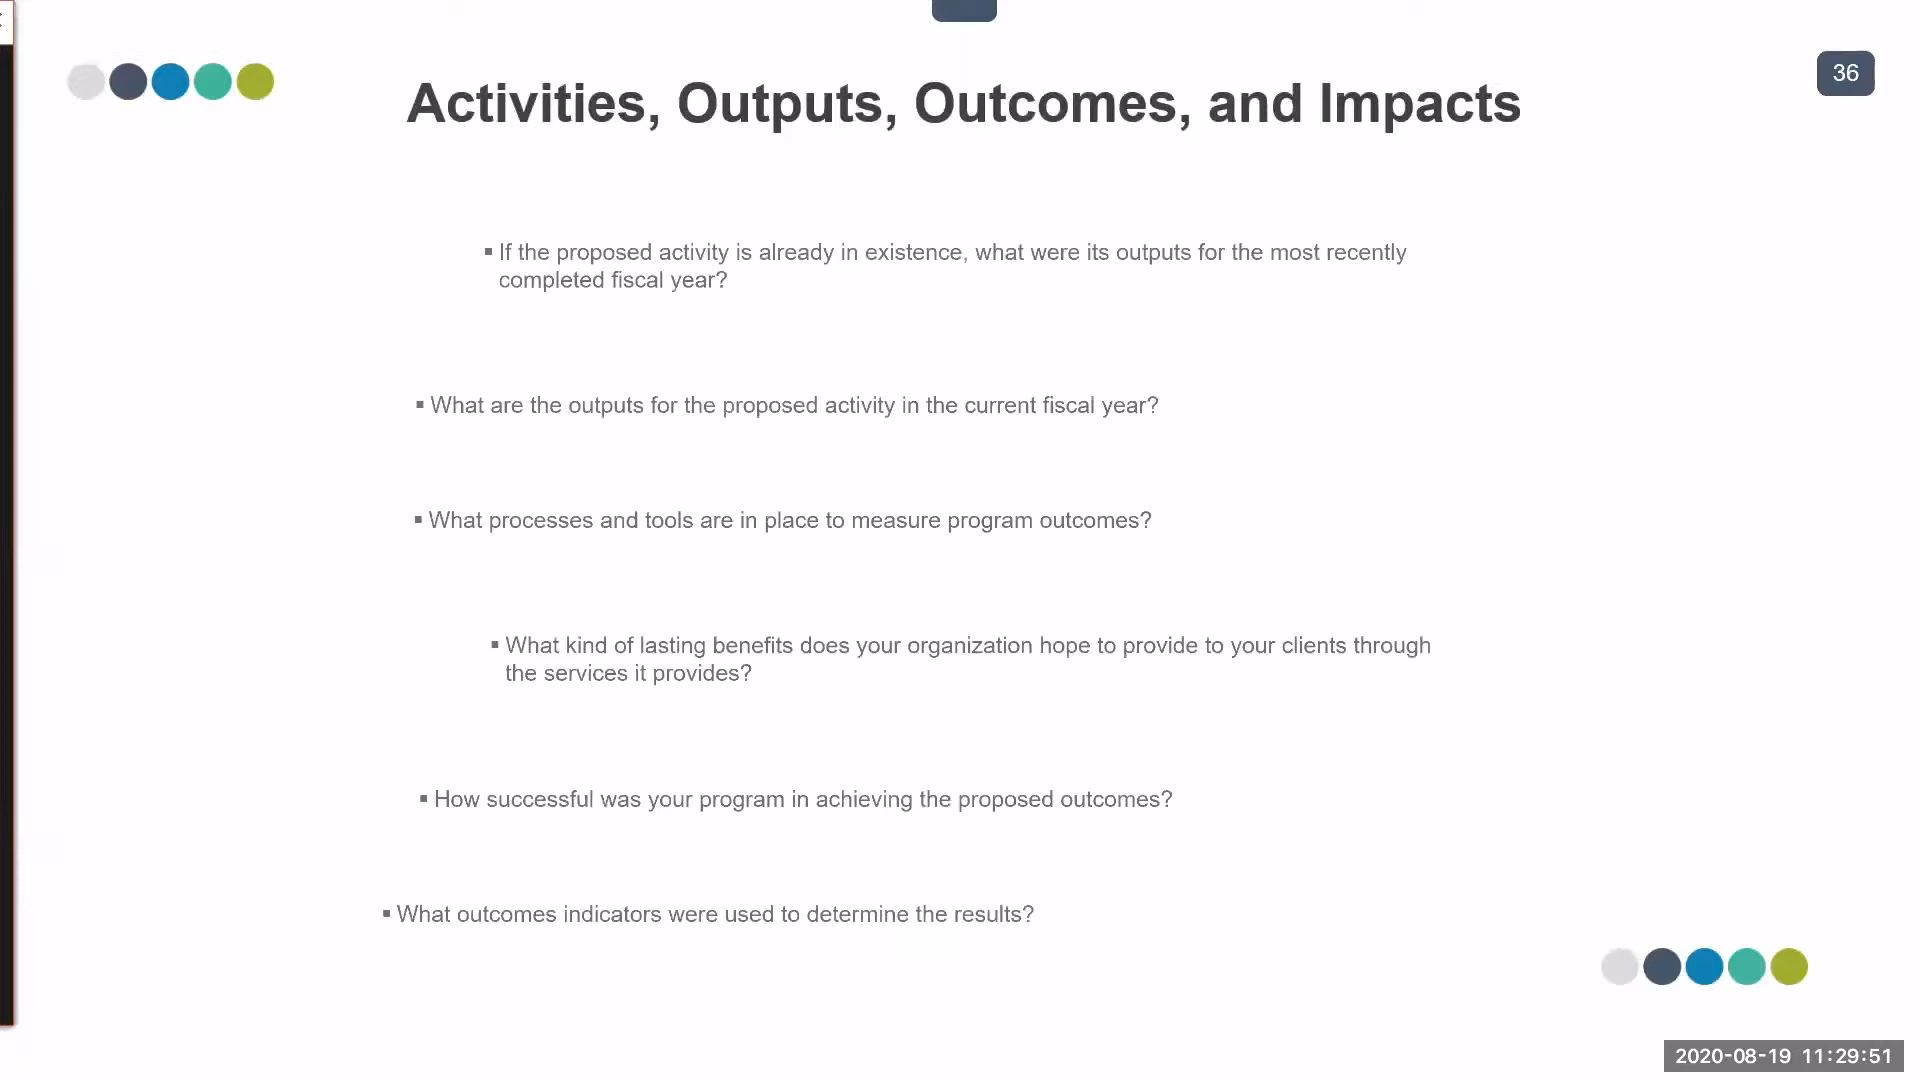 36
Activities, Outputs, Outcomes, and Impacts
▪ If the proposed activity is already in existence, what were its outputs for the most recently
completed fiscal year?
▪ What are the outputs for the proposed activity in the current fiscal year?
▪ What processes and tools are in place to measure program outcomes?
▪ What kind of lasting benefits does your organization hope to provide to your clients through
the services it provides?
▪ How successful was your program in achieving the proposed outcomes?
▪ What outcomes indicators were used to determine the results?
2020-08-19 11:29:51